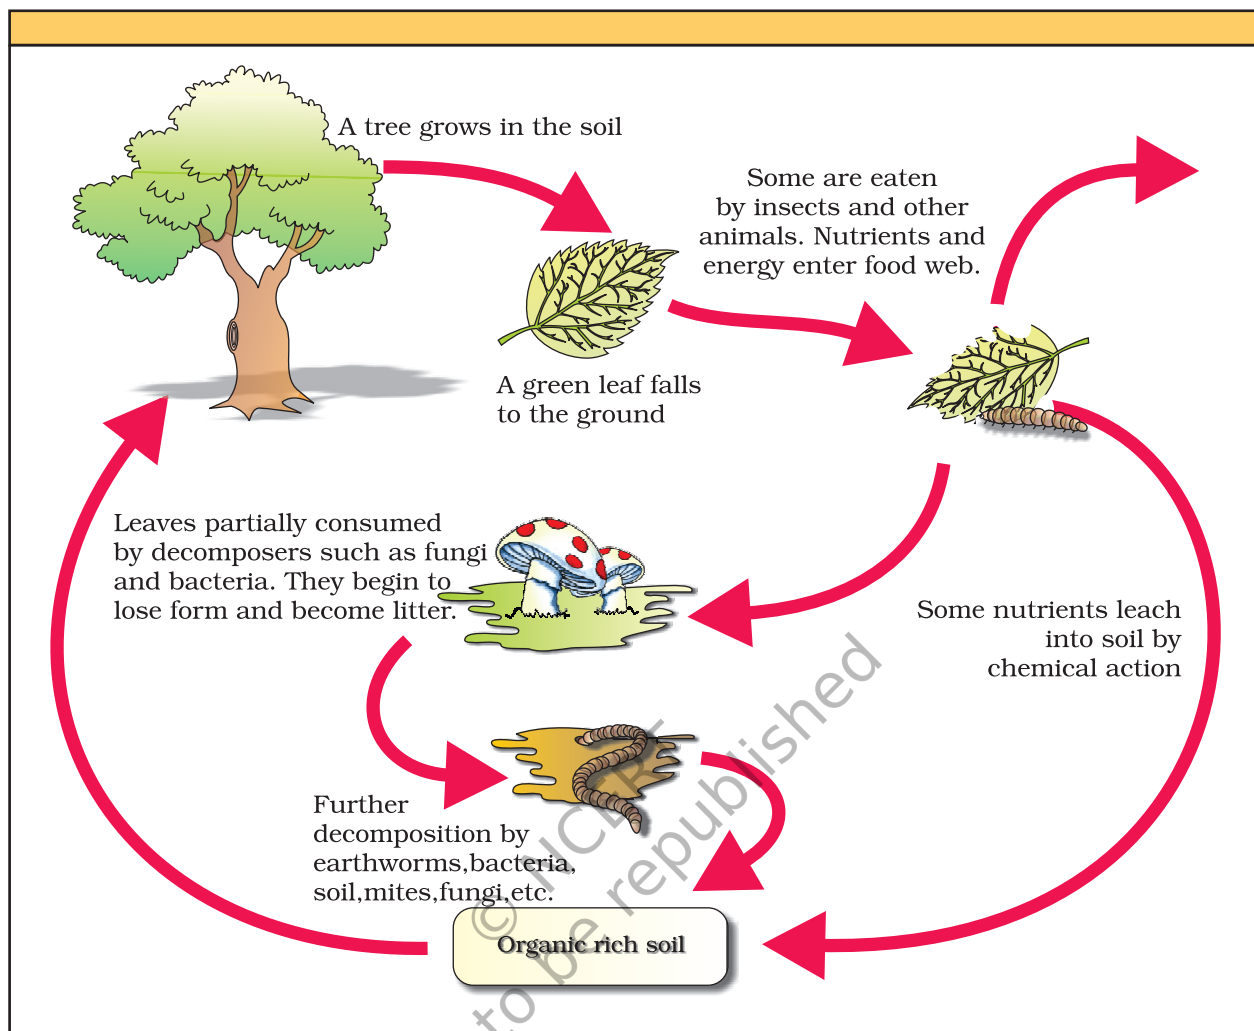 A tree grows in the soil
Some are eaten
by insects and other
animals. Nutrients and
energy enter food web.
A green leaf falls
to the ground
Leaves partially consumed
by decomposers such as fungi
and bacteria. They begin to
lose form and become litter.
Some nutrients leach
into soil by
chemical action
Further
decomposition by
earthworms,bacteria,
soil,mites,fungi,etc.
Organic rich soil
© NCERT
to be republished